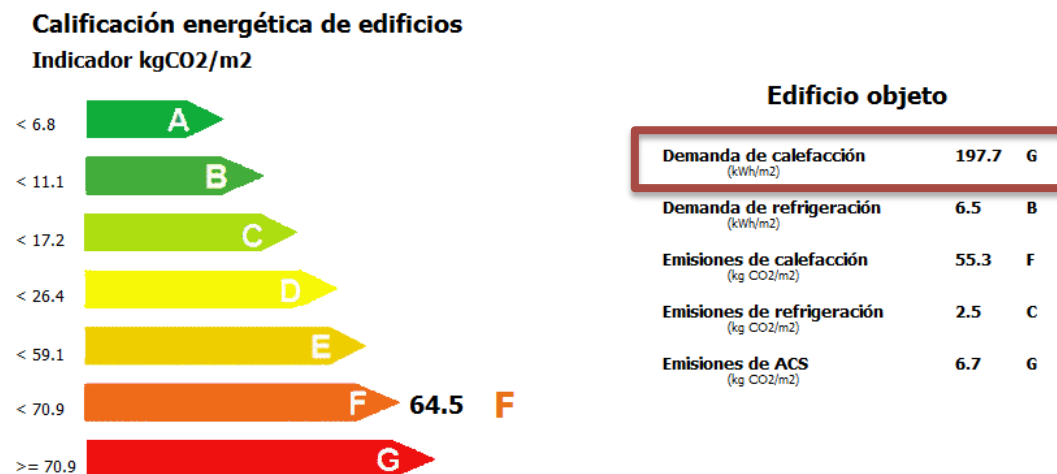 Calificación energética de edificios
Indicador kgCO2/m2
< 6.8 A
< 11.1 B
< 17.2 C
< 26.4 D
< 59.1 E
< 70.9 F 64.5 F
>= 70.9 G
Edificio objeto
Demanda de calefacción 197.7 G
(kWh/m2)
Demanda de refrigeración 6.5 B
(kWh/m2)
Emisiones de calefacción 55.3 F
(kg CO2/m2)
Emisiones de refrigeración 2.5 C
(kg CO2/m2)
Emisiones de ACS 6.7 G
(kg CO2/m2)